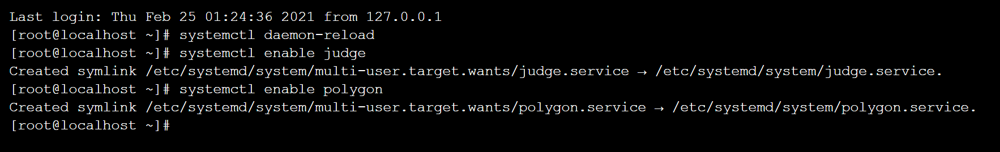 Last login: Thu Feb 25 01:24:36 2021 from 127.0.0.1
[root@localhost ~]# systemctl daemon-reload
[root@localhost ~]# systemctl enable judge
Created symlink /etc/systemd/system/multi-user.target.wants/judge.service → /etc/systemd/system/judge.service.
[root@localhost ~]# systemctl enable polygon
Created symlink /etc/systemd/system/multi-user.target.wants/polygon.service → /etc/systemd/system/polygon.service.
[root@localhost ~]#